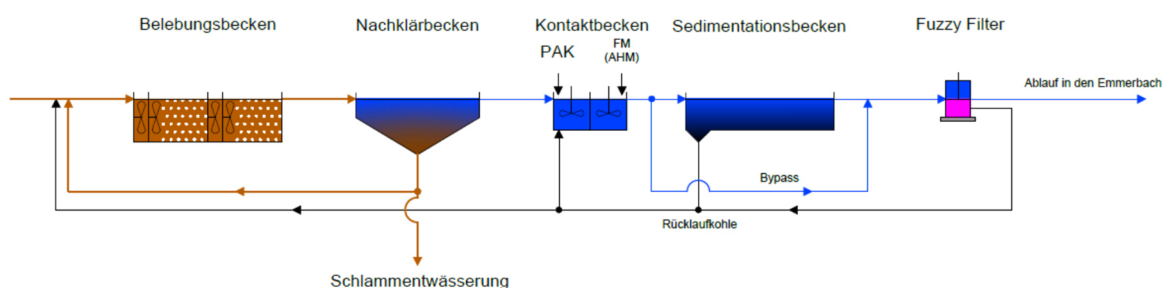 Belebungsbecken
Nachklärbecken
Kontaktbecken
Sedimentationsbecken
Fuzzy Filter
PAK
FM
(AHM)
Ablauf in den Emmerbach
Bypass
Rücklaufkohle
Schlammentwässerung